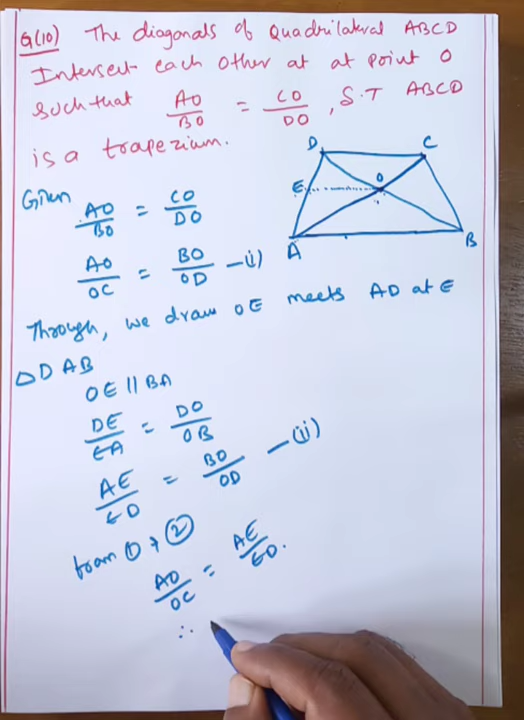 Q(10) The diagonals of Quadrilateral ABCD
Intersect each other at at point O
such that AO/BO = CO/DO, S.T ABCD
is a trapezium.
D C
E O
A B
Given AO/BO = CO/DO
AO/OC = BO/OD -(i)
Through, we draw OE meets AD at E
△DAB
OE || BA
DE/EA = DO/OB
AE/ED = BO/OD -(ii)
from ① & ②
AO/OC = AE/ED.
∴